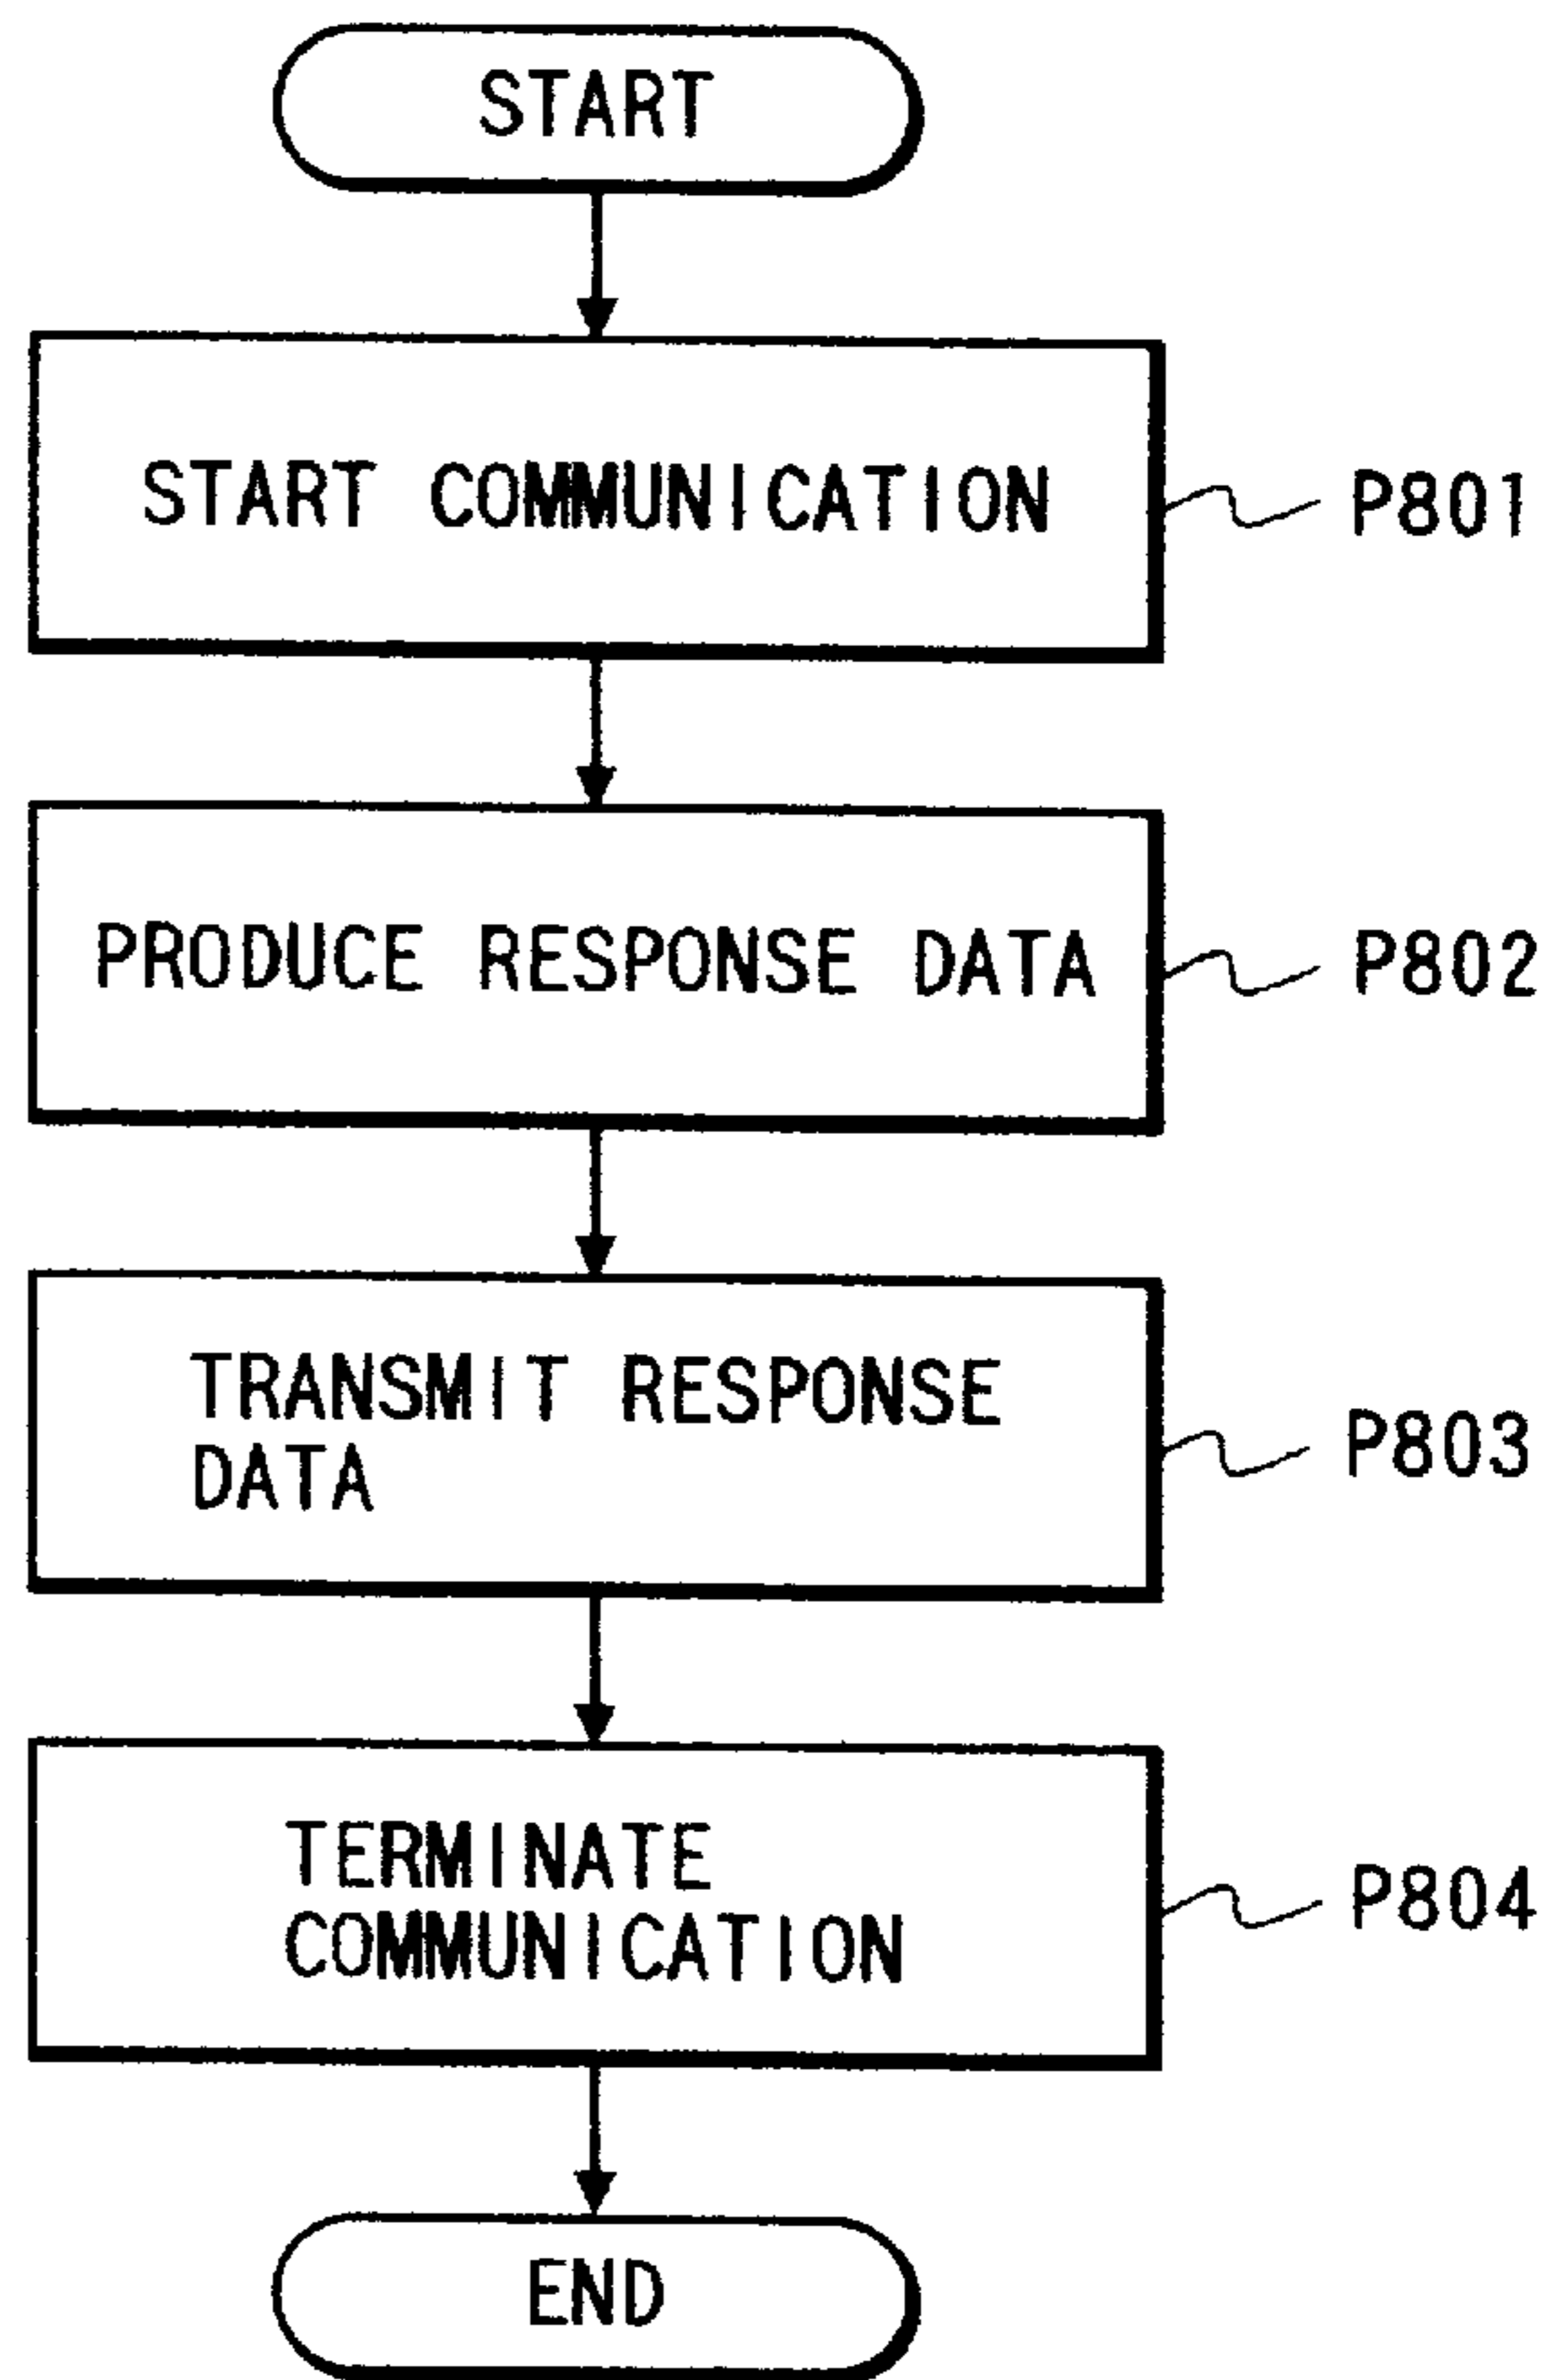 START
START COMMUNICATION
P801
PRODUCE RESPONSE DATA
P802
TRANSMIT RESPONSE
DATA
P803
TERMINATE
COMMUNICATION
P804
END